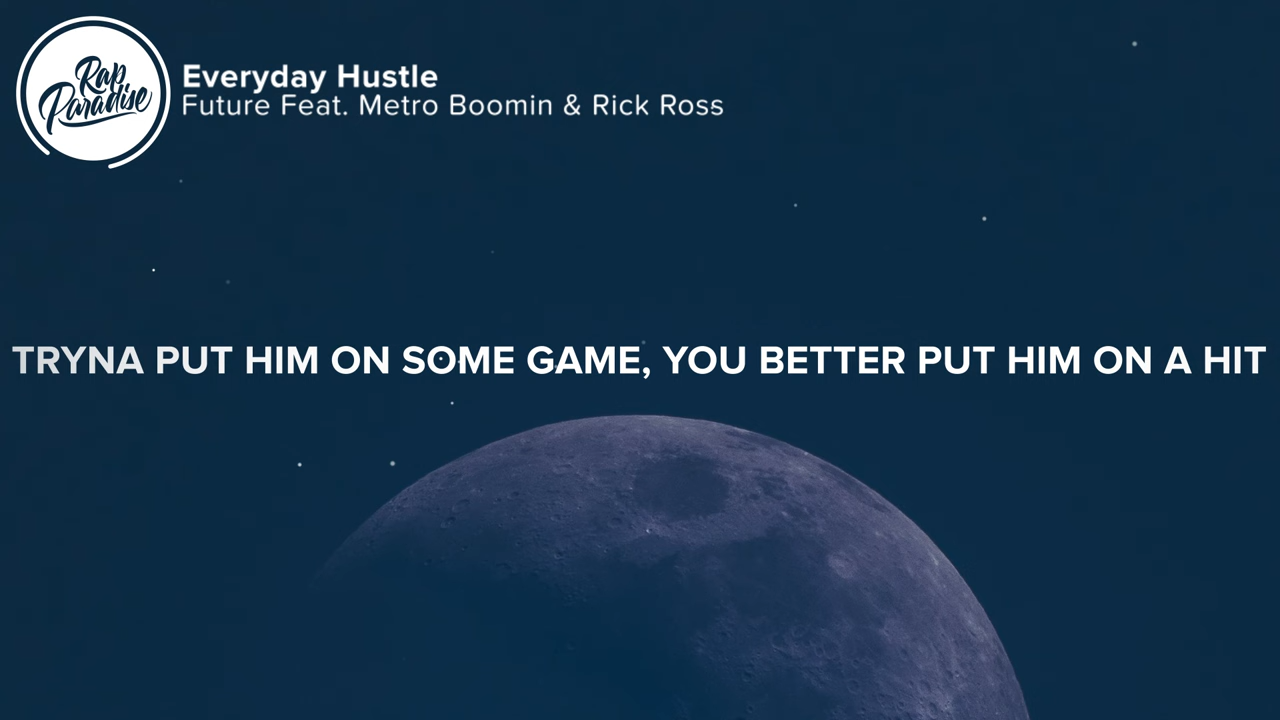 Rap
Paradise
Everyday Hustle
Future Feat. Metro Boomin & Rick Ross
TRYNA PUT HIM ON SOME GAME, YOU BETTER PUT HIM ON A HIT